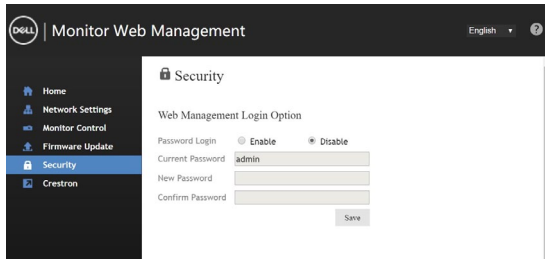 DELL | Monitor Web Management
English
?
Home
Network Settings
Monitor Control
Firmware Update
Security
Crestron
Security
Web Management Login Option
Password Login Enable Disable
Current Password admin
New Password
Confirm Password
Save